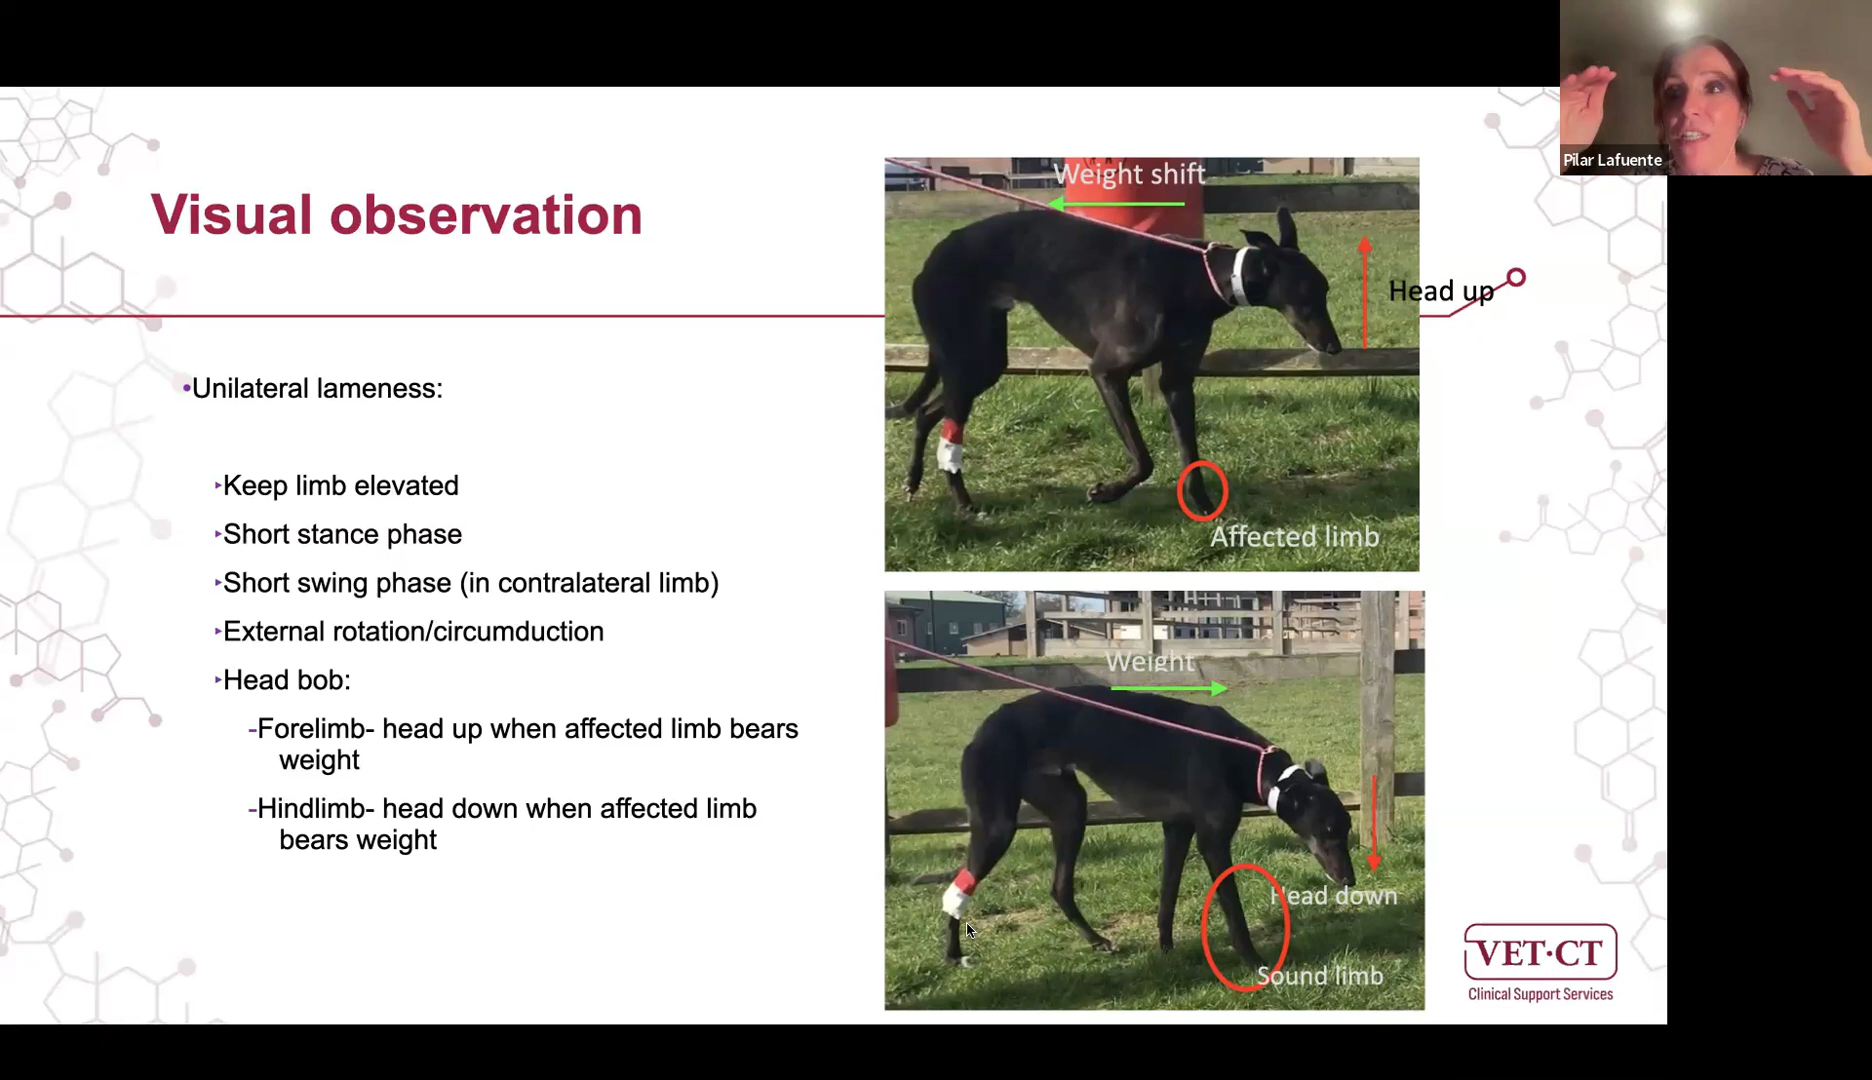 Pilar Lafuente
Visual observation
•Unilateral lameness:
‣Keep limb elevated
‣Short stance phase
‣Short swing phase (in contralateral limb)
‣External rotation/circumduction
‣Head bob:
-Forelimb- head up when affected limb bears
weight
-Hindlimb- head down when affected limb
bears weight
Weight shift
Head up
Affected limb
Weight
Head down
Sound limb
VET·CT
Clinical Support Services